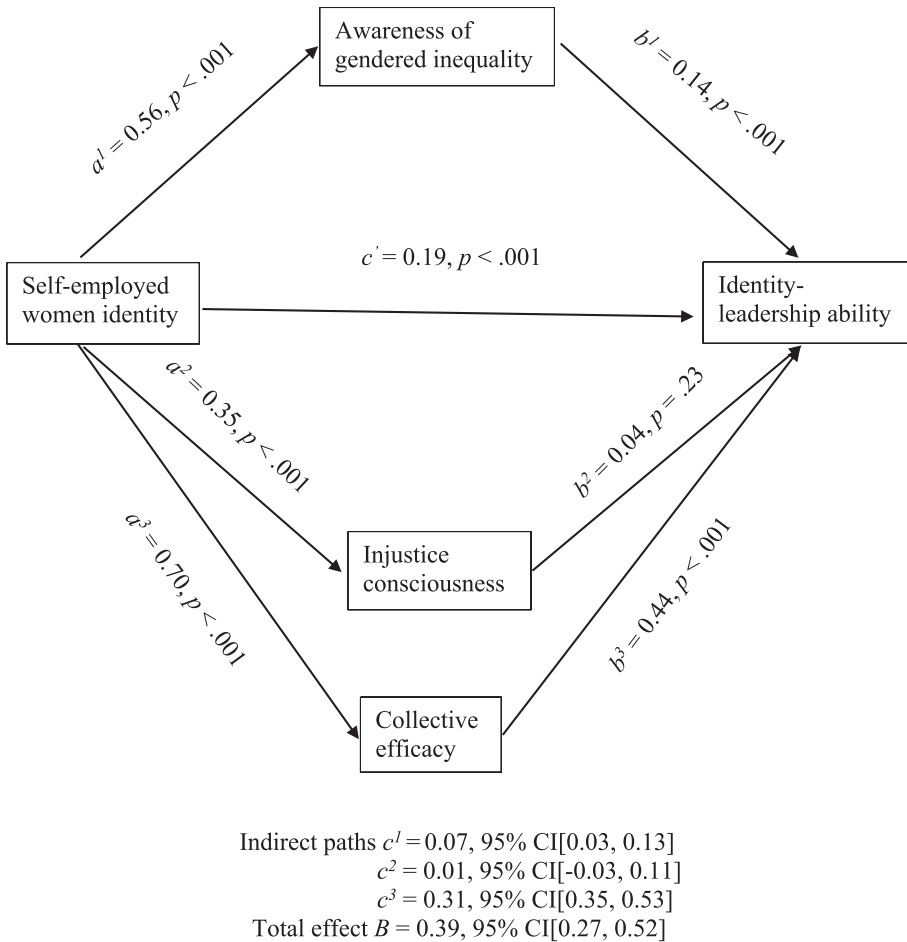 Awareness of
gendered inequality
a¹ = 0.56, p < .001
b¹ = 0.14, p < .001
c’ = 0.19, p < .001
Self-employed
women identity
Identity-
leadership ability
a² = 0.35, p < .001
b² = 0.04, p = .23
a³ = 0.70, p < .001
b³ = 0.44, p < .001
Injustice
consciousness
Collective
efficacy
Indirect paths c¹ = 0.07, 95% CI[0.03, 0.13]
c² = 0.01, 95% CI[-0.03, 0.11]
c³ = 0.31, 95% CI[0.35, 0.53]
Total effect B = 0.39, 95% CI[0.27, 0.52]